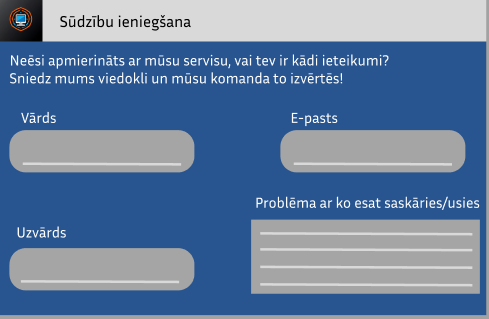 Sūdzību ieniegšana
Neēsi apmierināts ar mūsu servisu, vai tev ir kādi ieteikumi?
Sniedz mums viedokli un mūsu komanda to izvērtēs!
Vārds
E-pasts
Problēma ar ko esat saskāries/usies
Uzvārds